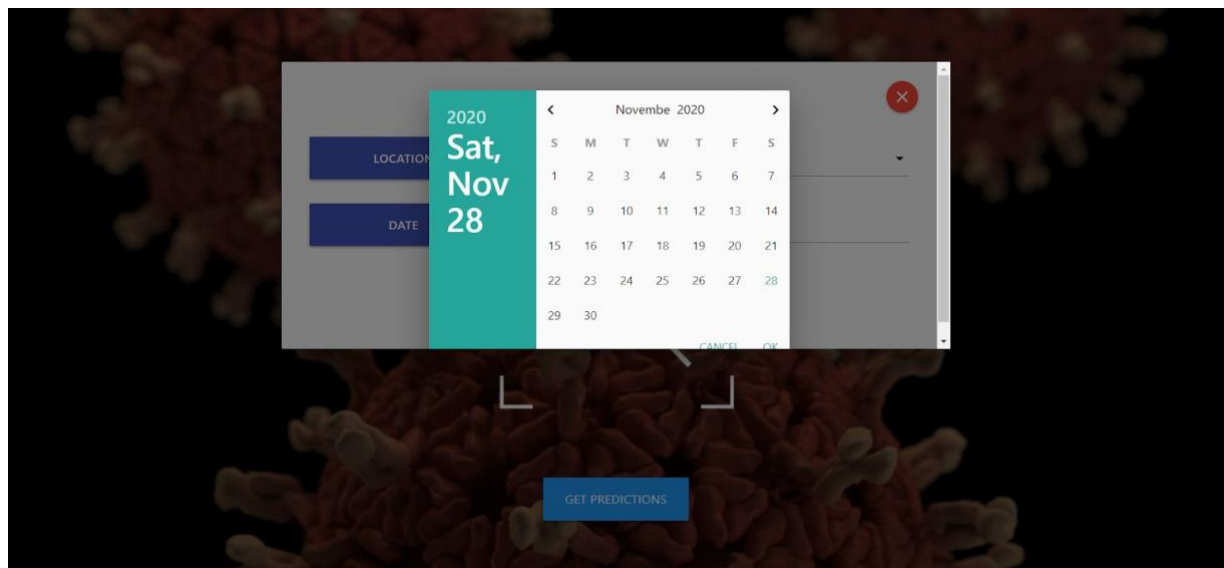 2020
Sat,
Nov
28
Novembe 2020
S M T W T F S
1 2 3 4 5 6 7
8 9 10 11 12 13 14
15 16 17 18 19 20 21
22 23 24 25 26 27 28
29 30
CANCEL OK
LOCATION
DATE
GET PREDICTIONS